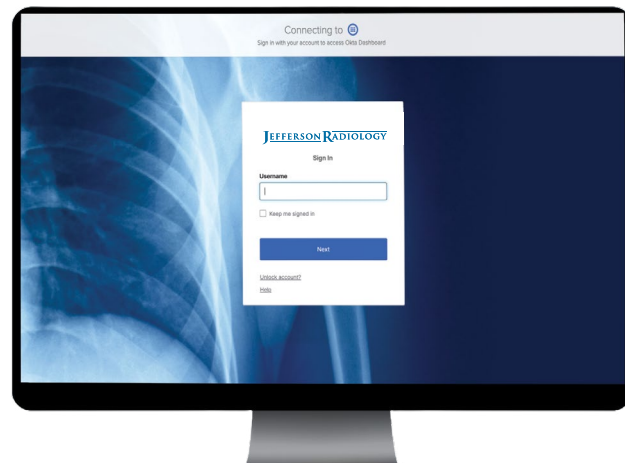 Connecting to
Sign in with your account to access Okta Dashboard
JEFFERSON RADIOLOGY
Sign In
Username
Keep me signed in
Next
Unlock account?
Help